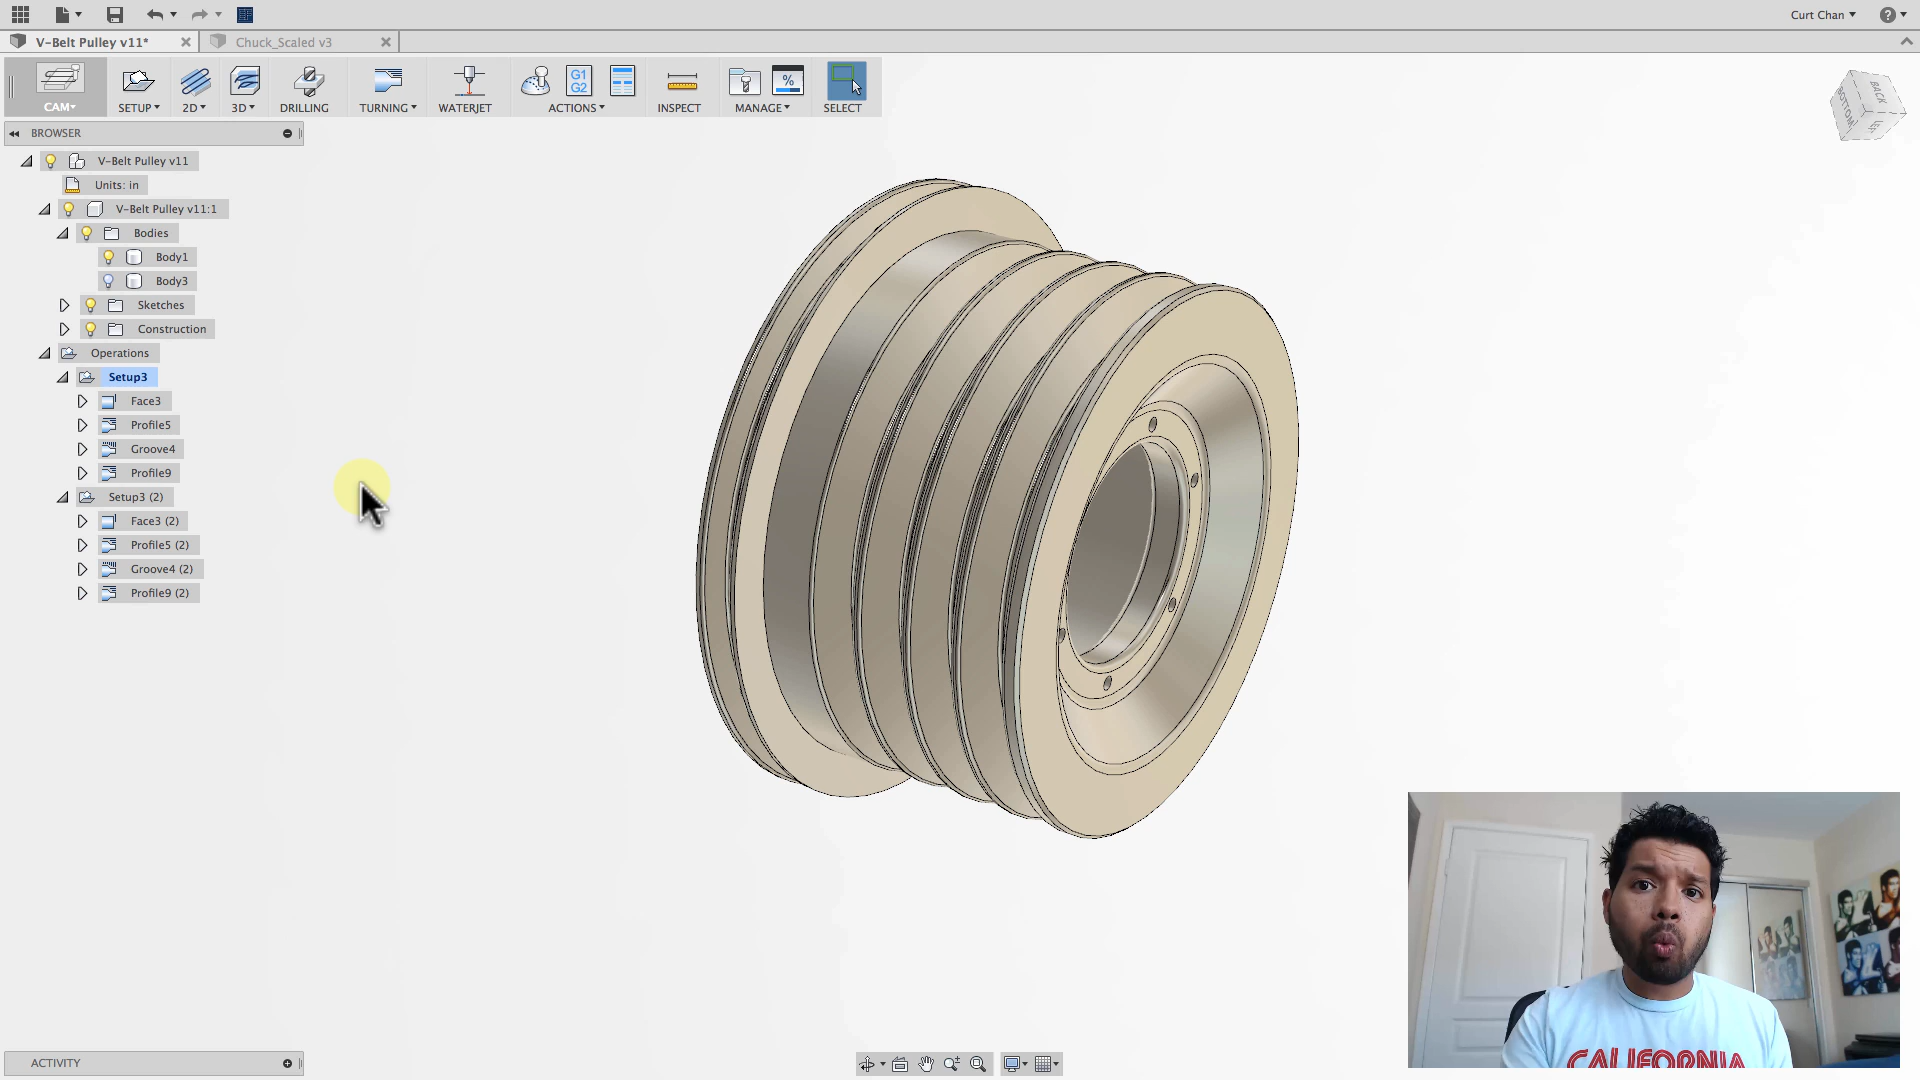 Curt Chan
V-Belt Pulley v11*
Chuck_Scaled v3
G1
G2
%
CAM
SETUP
2D
3D
DRILLING
TURNING
WATERJET
ACTIONS
INSPECT
MANAGE
SELECT
BROWSER
BACK
BOTTOM
V-Belt Pulley v11
Units: in
V-Belt Pulley v11:1
Bodies
Body1
Body3
Sketches
Construction
Operations
Setup3
Face3
Profile5
Groove4
Profile9
Setup3 (2)
Face3 (2)
Profile5 (2)
Groove4 (2)
Profile9 (2)
CALIFORNIA
ACTIVITY